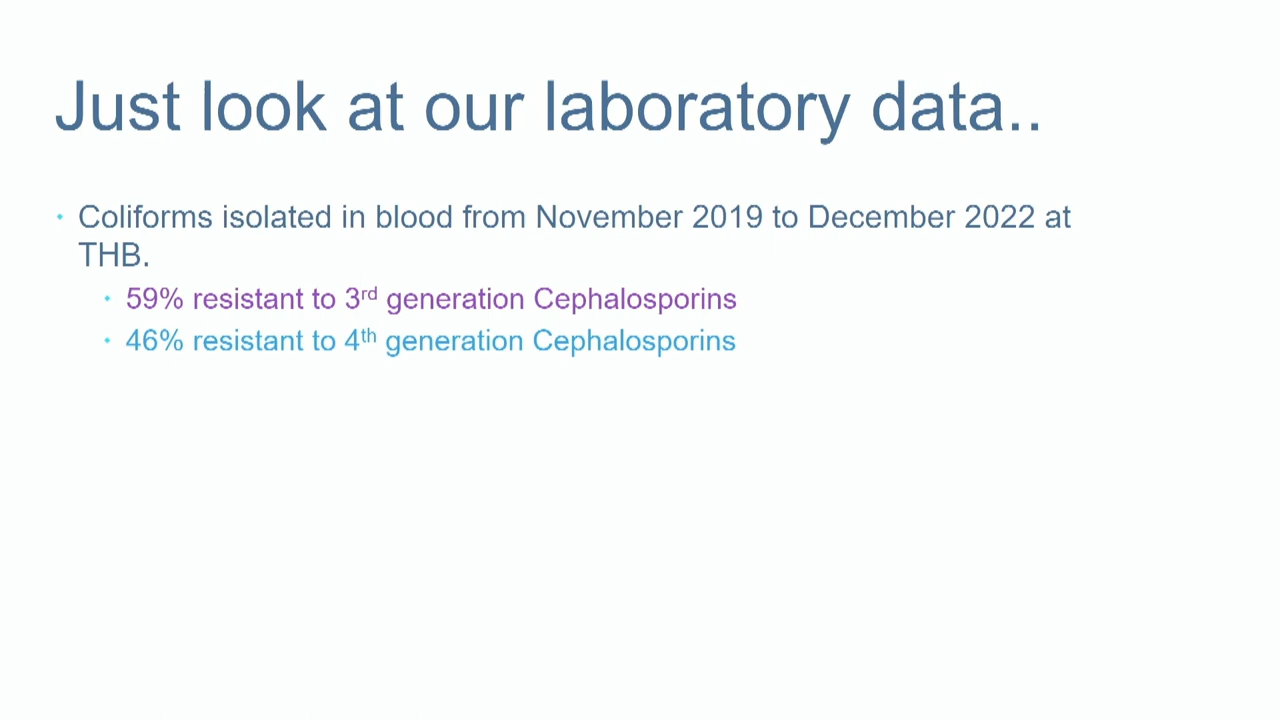 Just look at our laboratory data..
Coliforms isolated in blood from November 2019 to December 2022 at
THB.
59% resistant to 3rd generation Cephalosporins
46% resistant to 4th generation Cephalosporins